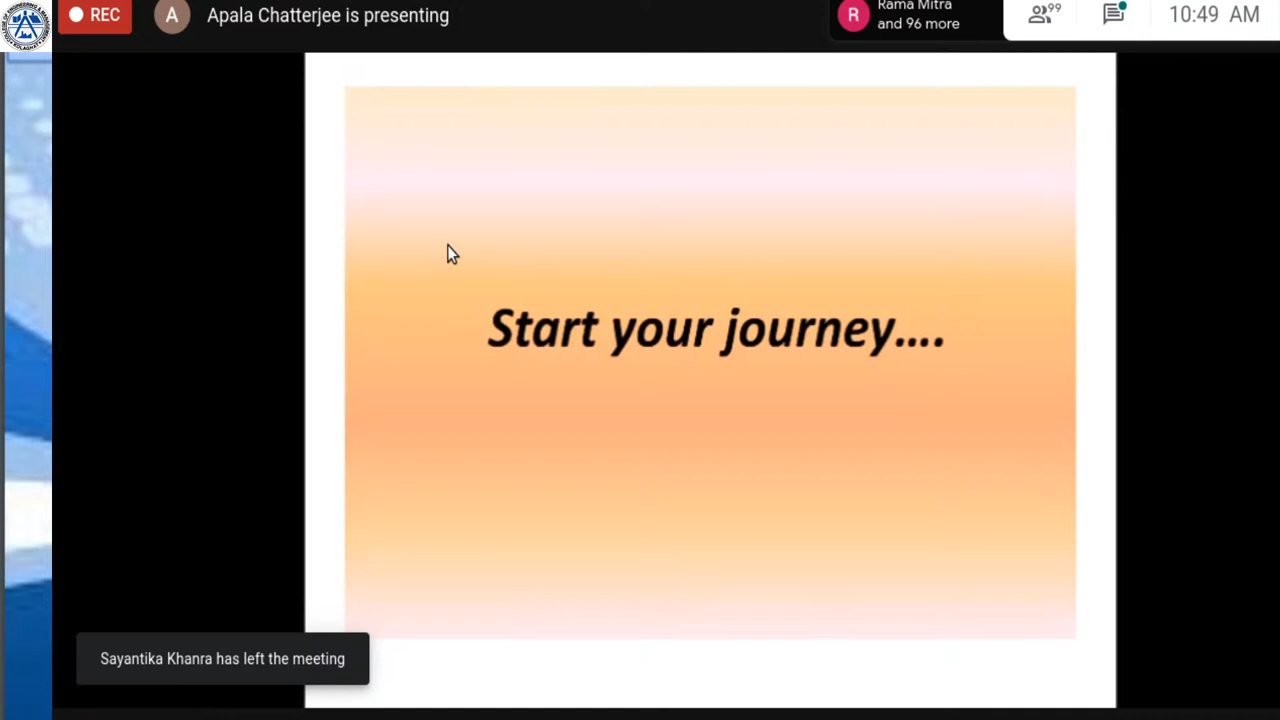 REC
A
Apala Chatterjee is presenting
R
Rama Mitra
and 96 more
99
10:49 AM
Start your journey....
Sayantika Khanra has left the meeting